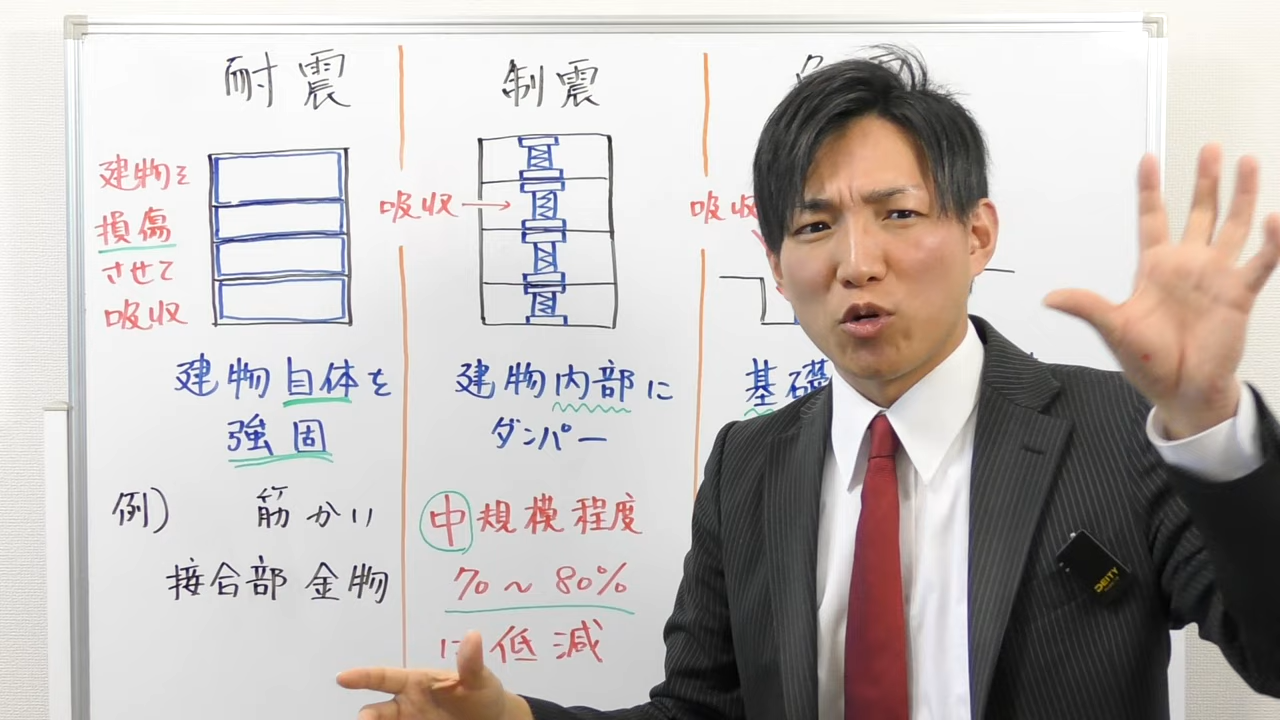 耐震
建物を
損傷
させて
吸収
建物自体を
強固
例) 筋かい
接合部 金物
制震
吸収
建物内部に
ダンパー
中規模程度
70～80%
に低減
吸収
基礎
DEITY